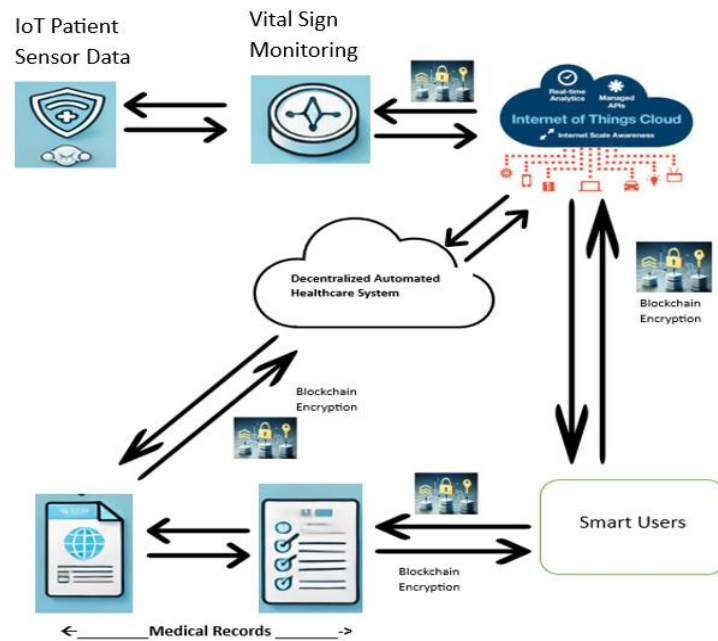 IoT Patient
Sensor Data
Vital Sign
Monitoring
Real-time
Analytics
Managed
APIs
Internet of Things Cloud
Internet Scale Awareness
Decentralized Automated
Healthcare System
Blockchain
Encryption
Blockchain
Encryption
Smart Users
Blockchain
Encryption
<-________Medical Records ________->